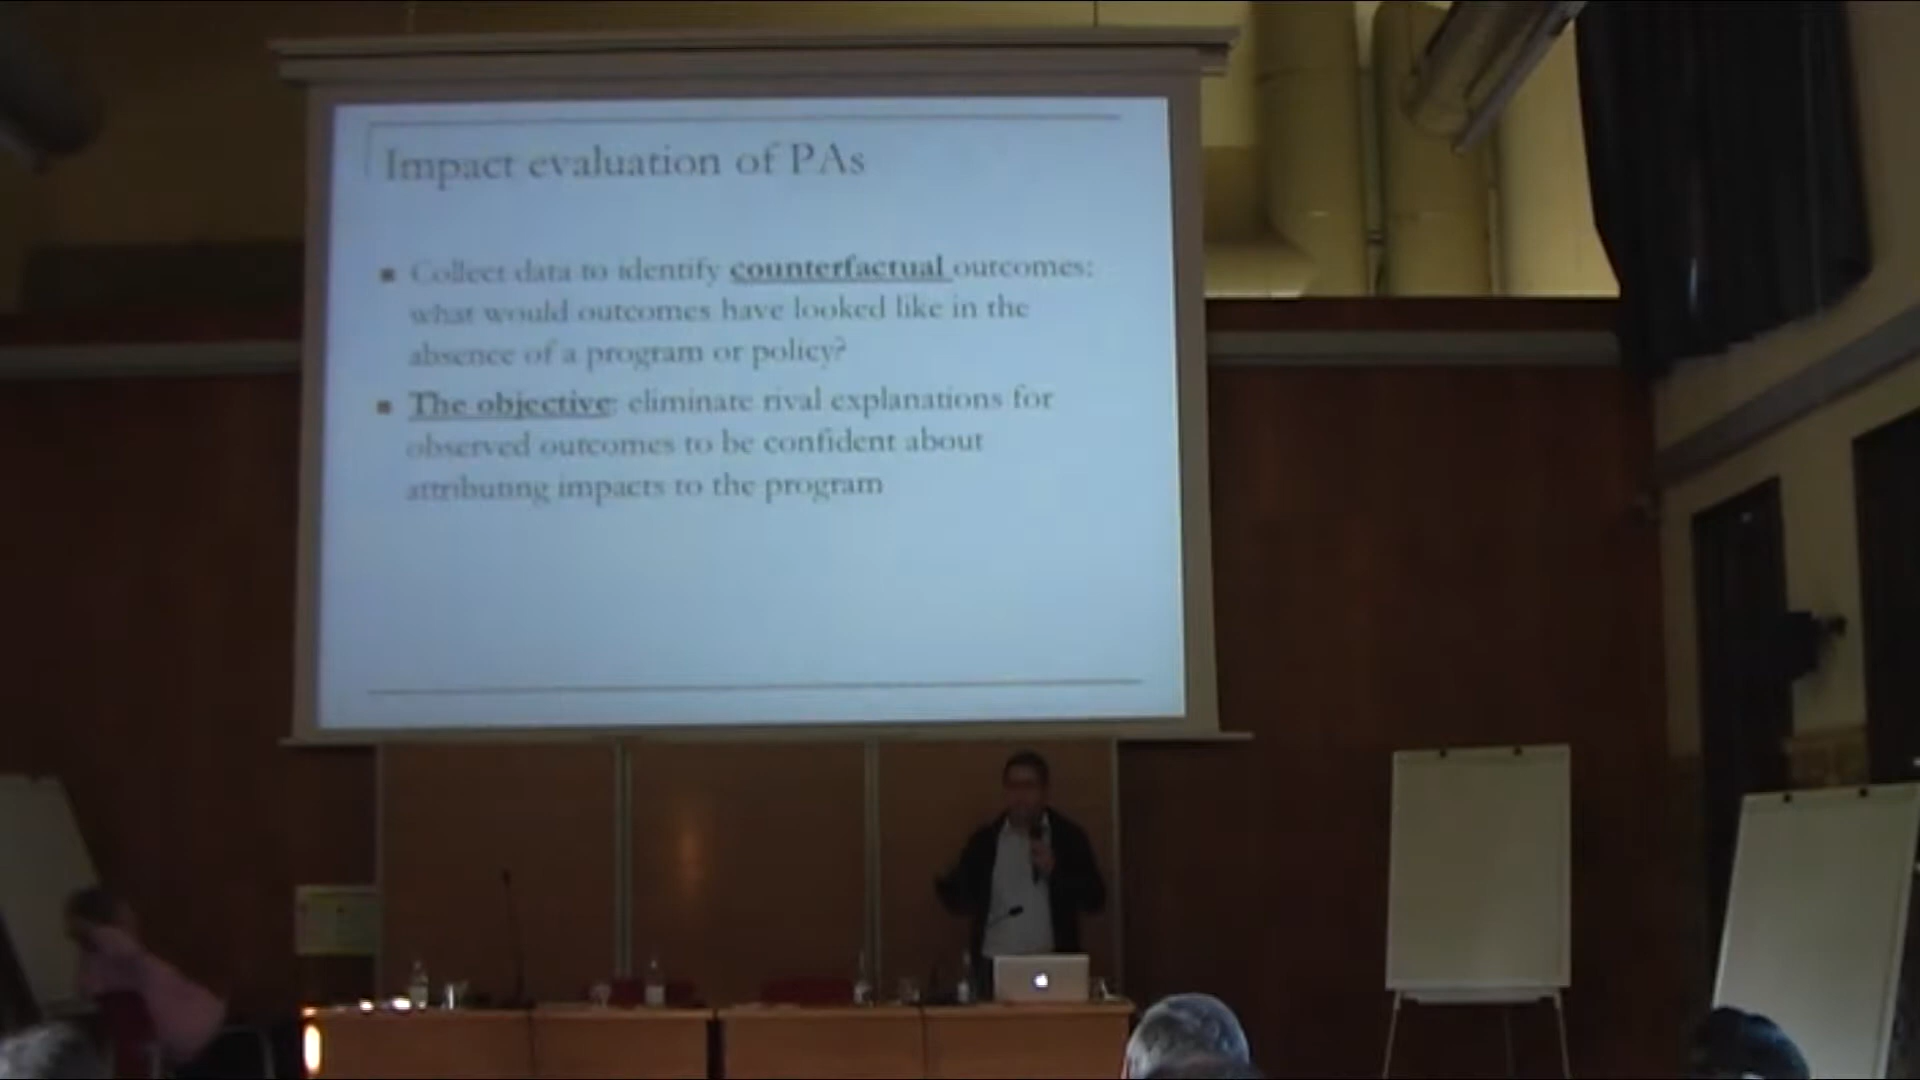 Impact evaluation of PAs
■ Collect data to identify counterfactual outcomes:
what would outcomes have looked like in the
absence of a program or policy?
■ The objective: eliminate rival explanations for
observed outcomes to be confident about
attributing impacts to the program